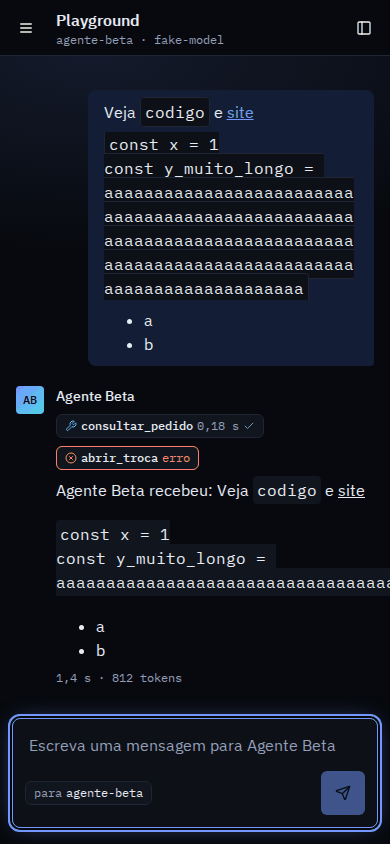 Playground
agente-beta · fake-model
Veja codigo e site
const x = 1
const y_muito_longo =
aaaaaaaaaaaaaaaaaaaaaaaaa
aaaaaaaaaaaaaaaaaaaaaaaaa
aaaaaaaaaaaaaaaaaaaaaaaaa
aaaaaaaaaaaaaaaaaaaaaaaaa
aaaaaaaaaaaaaaaaaaaa
• a
• b
AB
Agente Beta
consultar_pedido 0,18 s
abrir_troca erro
Agente Beta recebeu: Veja codigo e site
const x = 1
const y_muito_longo =
aaaaaaaaaaaaaaaaaaaaaaaaaaaaaaaaa
• a
• b
1,4 s · 812 tokens
Escreva uma mensagem para Agente Beta
para agente-beta